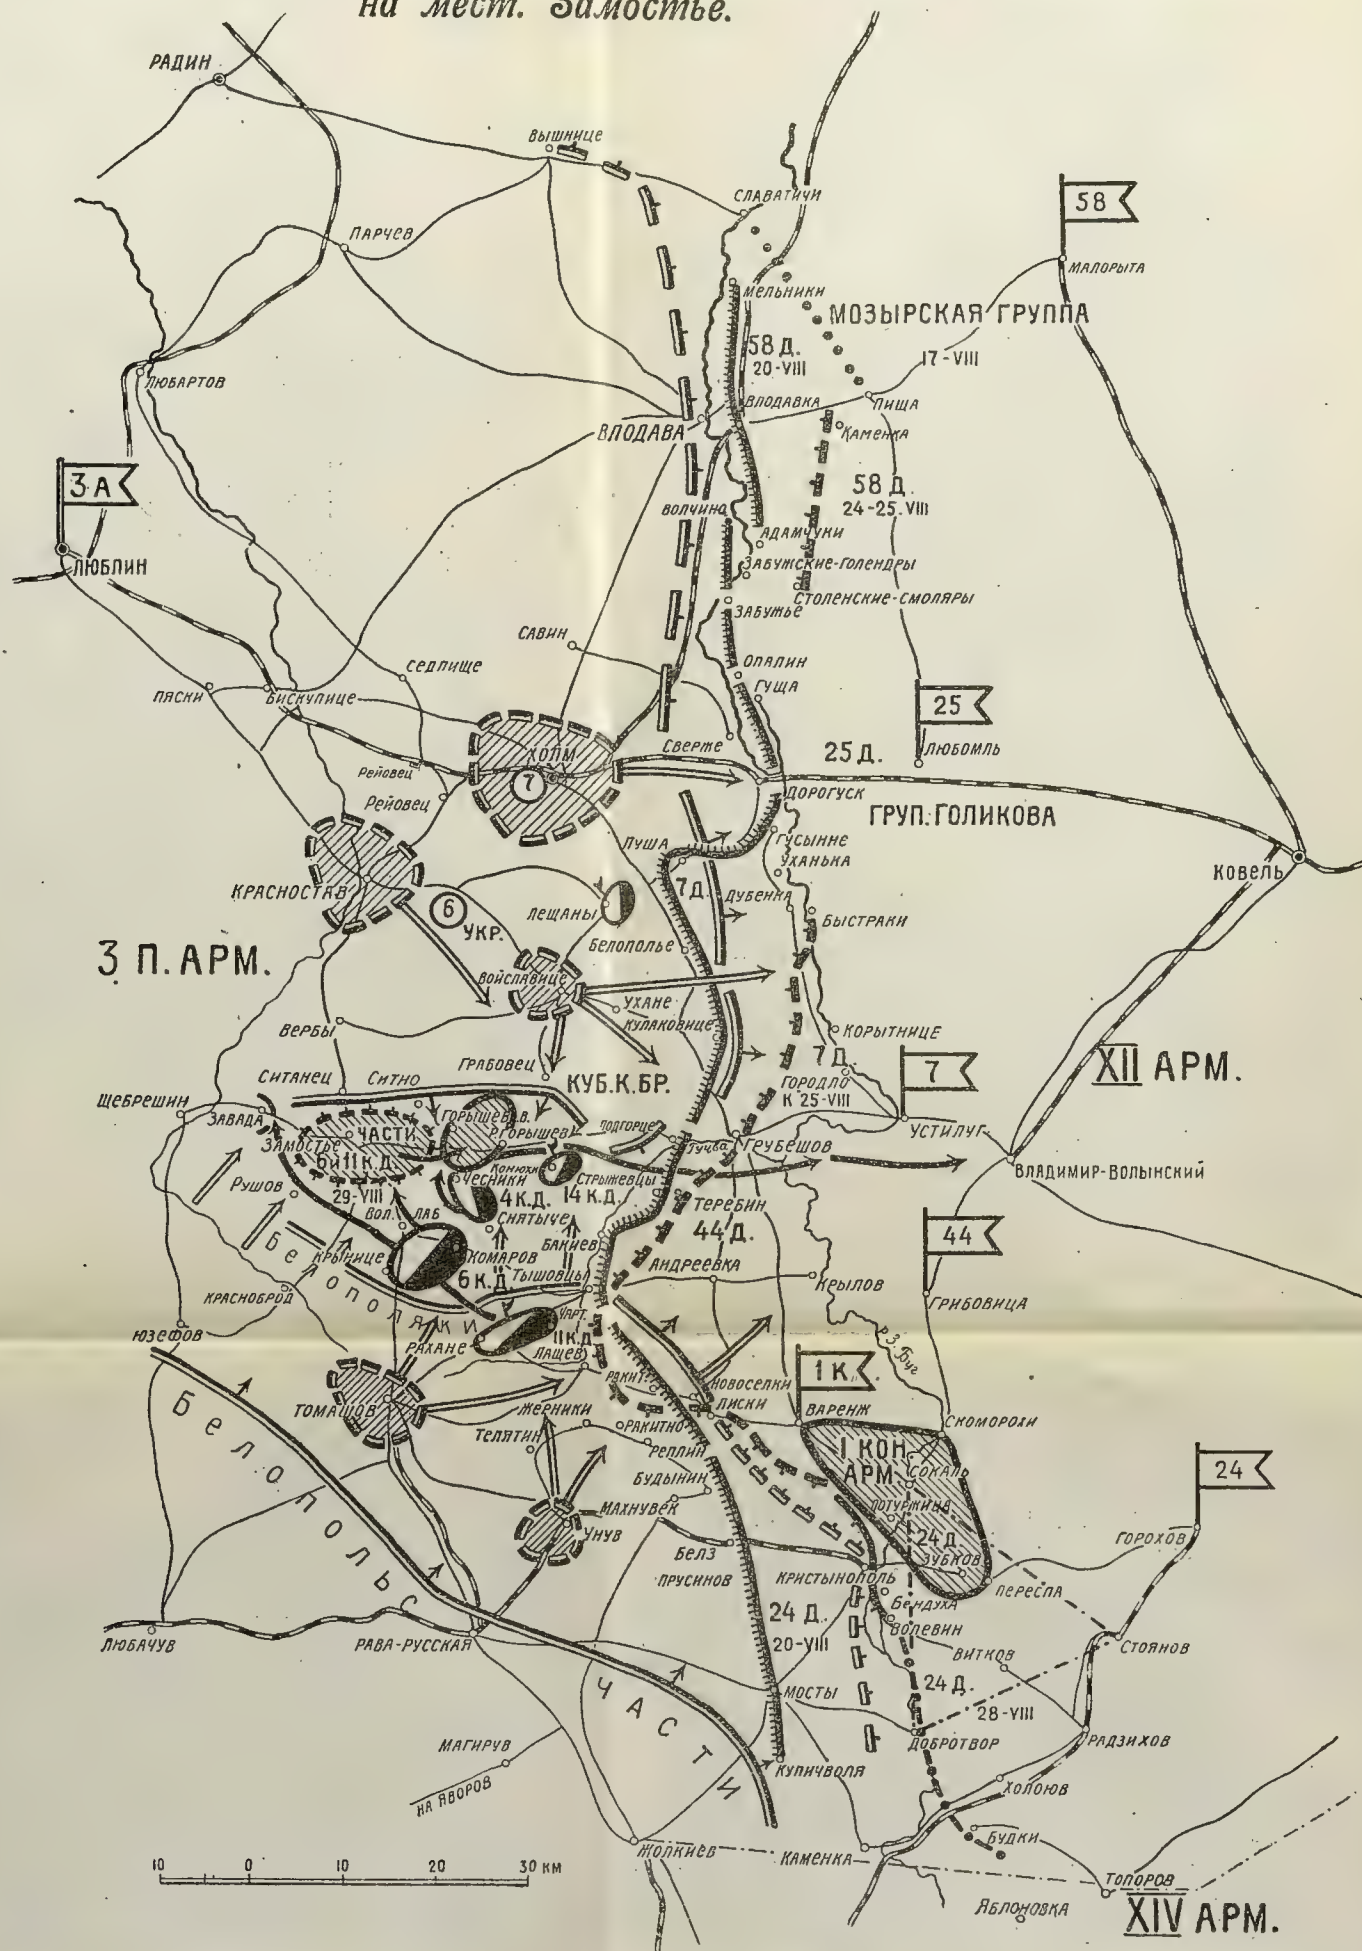 на мест. Замостье.
РАДИН
ВЫШНИЦЕ
СЛАВАТИЧИ
58
ПАРЧЕВ
МАЛОРЫТА
МЕЛЬНИКИ
МОЗЫРСКАЯ ГРУППА
58 Д.
20-VIII
17-VIII
ЛЮБАРТОВ
ВЛОДАВКА
ПИЩА
ВЛОДАВА
КАМЕНКА
3 А
58 Д.
24-25.VIII
ВОЛЧИНО
АДАМЧУКИ
ЛЮБЛИН
ЗАБУЖСКИЕ-ГОЛЕНДРЫ
СТОЛЕНСКИЕ-СМОЛЯРЫ
ЗАБУЖЬЕ
САВИН
СЕДЛИЩЕ
ОПАЛИН
ГУЩА
ПЯСКИ
БИСКУПИЦЕ
25
ХОЛМ
СВЕРЖЕ
25 Д.
ЛЮБОМЛЬ
7
РЕЙОВЕЦ
РЕЙОВЕЦ
ДОРОГУСК
ГРУП. ГОЛИКОВА
ЛУША
ГУСЫННЕ
УХАНЬКА
КОВЕЛЬ
КРАСНОСТАВ
7 Д.
ДУБЕНКА
6
УКР.
ЛЕЩАНЫ
БЫСТРАКИ
3 П. АРМ.
БЕЛОПОЛЬЕ
ВОЙСЛАВИЦЕ
УХАНЕ
КУЛАКОВИЦЕ
ВЕРБЫ
КОРЫТНИЦЕ
ГРАБОВЕЦ
7 Д.
7
XII АРМ.
СИТАНЕЦ
СИТНО
КУБ.К.БР.
ГОРОДЛО
К 25-VIII
ЩЕБРЕШИН
ЗАВАДА
ГОРЫШЕВ.В.
ПОДГОРЦЕ
УСТИЛУГ
ЗАМОСТЬЕ
ЧАСТИ
Р.ГОРЫШЕВ
Гучва
ГРУБЕШОВ
6 и 11 К.Д.
КОНЮХИ
ВЛАДИМИР-ВОЛЫНСКИЙ
РУШОВ
29-VIII
ЧЕСНИКИ
4 К.Д.
14 К.Д.
СТРЫЖЕВЦЫ
ВОЛ. ЛАБ
СНЯТЫЧЕ
ТЕРЕБИН
44 Д.
44
КРЫНИЦЕ
КОМАРОВ
БАКИЕВ
АНДРЕЕВКА
БЕЛОПОЛЯКИ
6 К.Д.
ТЫШОВЦЫ
КРЫЛОВ
КРАСНОБРОД
ГРИБОВИЦА
ЮЗЕФОВ
РАХАНЕ
ЧАРТ.
11 К.Д.
ЛАЩЕВ
Р.З. Буг
РАКИТ.
1 К.
ТОМАШОВ
НОВОСЕЛКИ
ЖЕРНИКИ
ЛИСКИ
ВАРЕНЖ
СКОМОРОХИ
ТЕЛЯТИН
РАКИТНО
РЕПЛИН
I КОН.
АРМ.
СОКАЛЬ
24
БУДЫНИН
МАХНУВЕК
ПОТУРЖИЦА
УНУВ
24 Д.
ГОРОХОВ
БЕЛЗ
ЗУБКОВ
ПРУСИНОВ
КРИСТЫНОПОЛЬ
ПЕРЕСПА
БЕНДУХА
24 Д.
ВОЛЕВИН
ЛЮБАЧУВ
РАВА-РУССКАЯ
20-VIII
ВИТКОВ
СТОЯНОВ
24 Д.
МОСТЫ
28-VIII
БЕЛОПОЛЬС
ЧАСТИ
ДОБРОТВОР
РАДЗИХОВ
МАГИРУВ
КУПИЧВОЛЯ
НА ЯВОРОВ
ХОЛОЮВ
БУДКИ
ЖОЛКИЕВ
КАМЕНКА
10 0 10 20 30 КМ
ТОПОРОВ
ЯБЛОНОВКА
XIV АРМ.